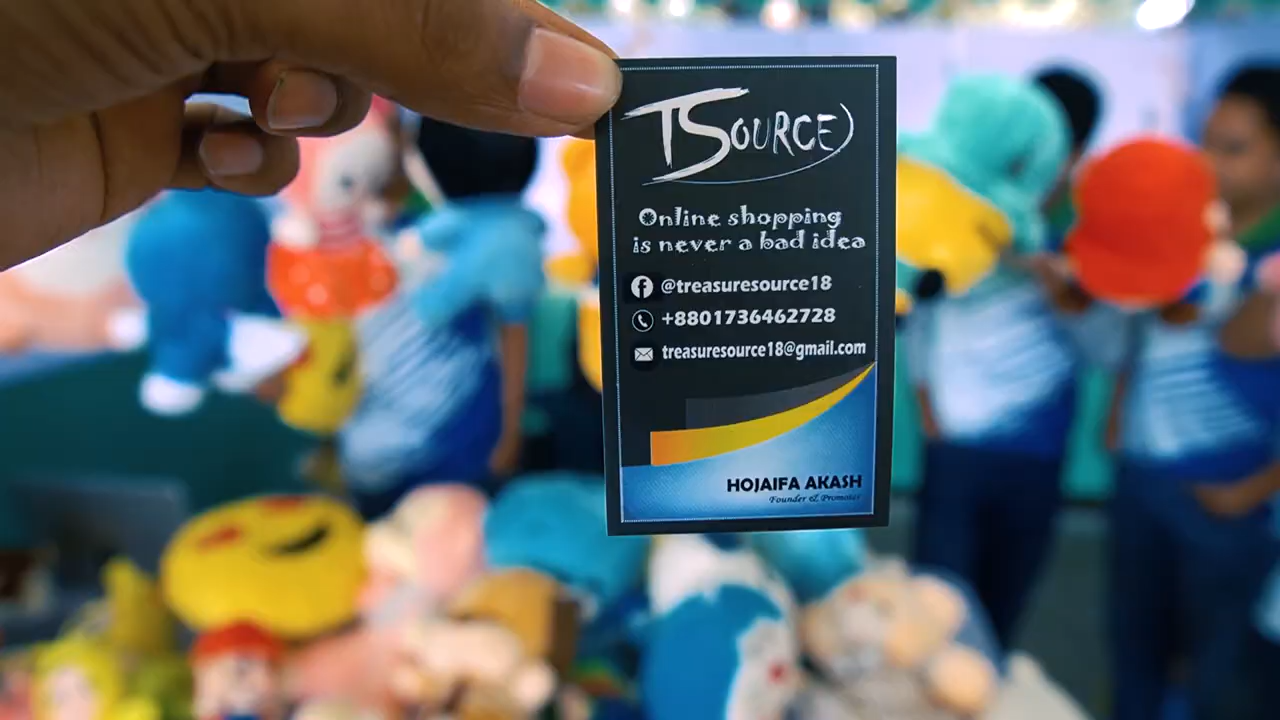 TSOURCE
Online shopping
is never a bad idea
@treasuresource18
+8801736462728
treasuresource18@gmail.com
HOJAIFA AKASH
Founder & Promoter